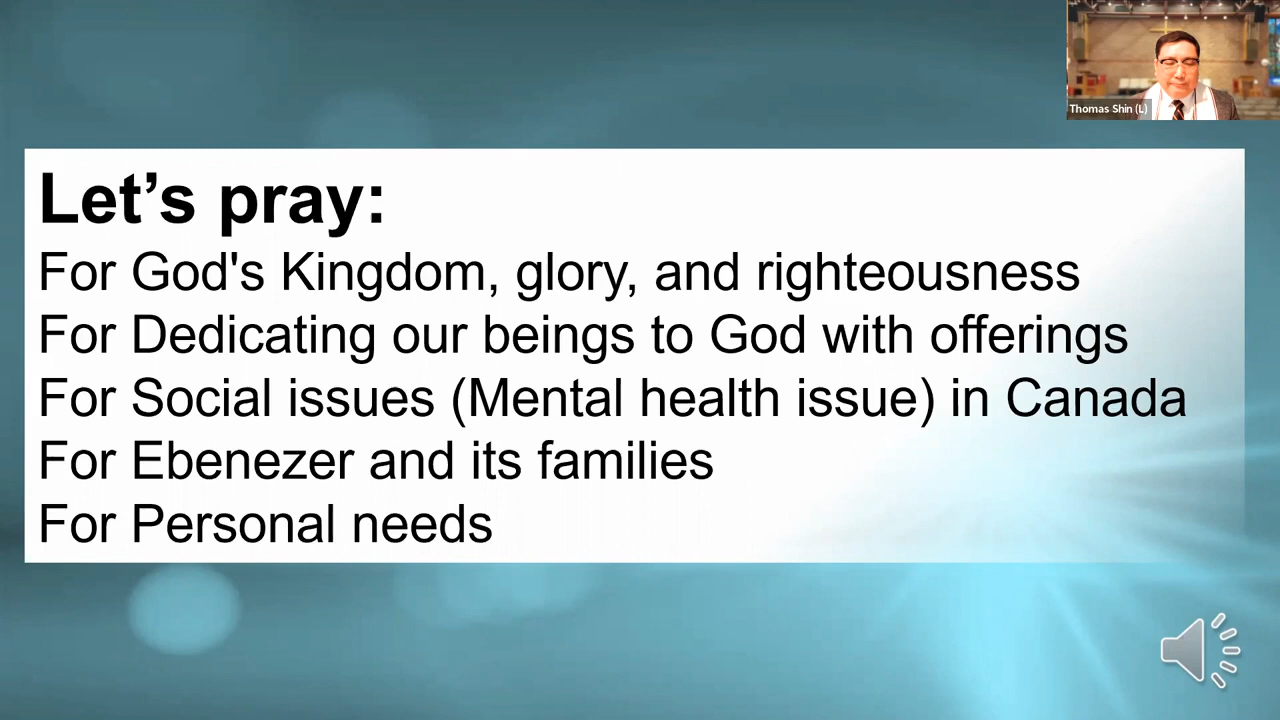 Thomas Shin (L)
Let’s pray:
For God's Kingdom, glory, and righteousness
For Dedicating our beings to God with offerings
For Social issues (Mental health issue) in Canada
For Ebenezer and its families
For Personal needs